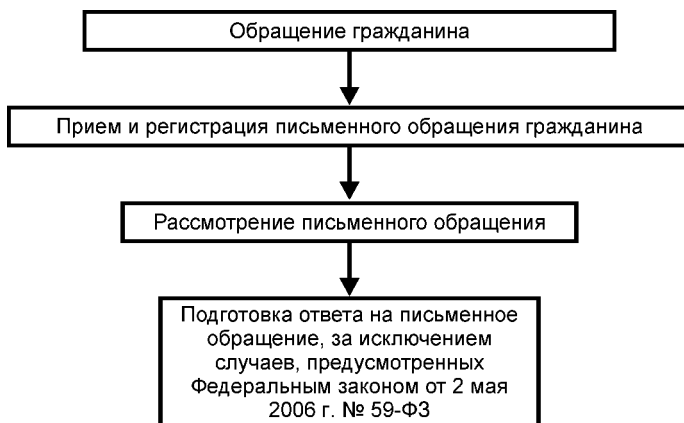 Обращение гражданина
Прием и регистрация письменного обращения гражданина
Рассмотрение письменного обращения
Подготовка ответа на письменное
обращение, за исключением
случаев, предусмотренных
Федеральным законом от 2 мая
2006 г. № 59-ФЗ